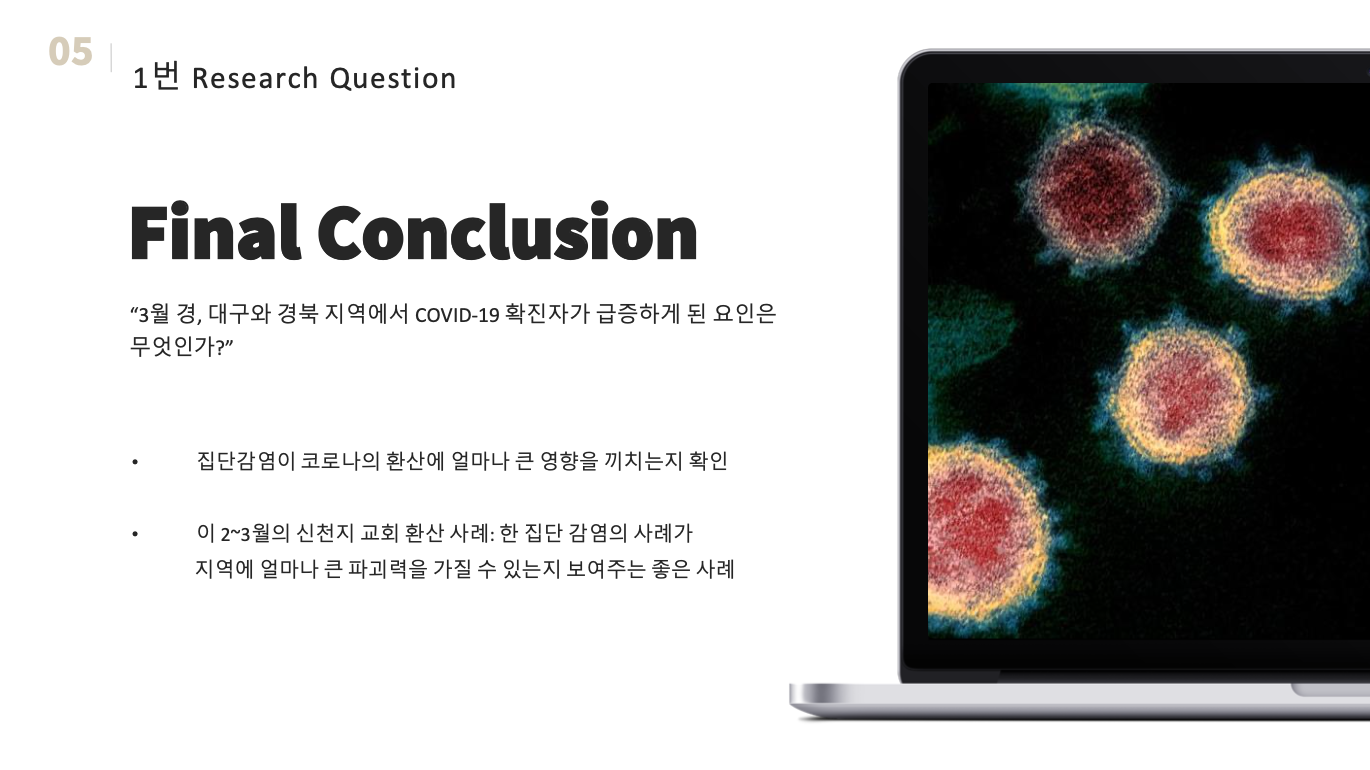 05
1번 Research Question
Final Conclusion
“3월 경, 대구와 경북 지역에서 COVID-19 확진자가 급증하게 된 요인은
무엇인가?”
• 집단감염이 코로나의 환산에 얼마나 큰 영향을 끼치는지 확인
• 이 2~3월의 신천지 교회 환산 사례: 한 집단 감염의 사례가
지역에 얼마나 큰 파괴력을 가질 수 있는지 보여주는 좋은 사례